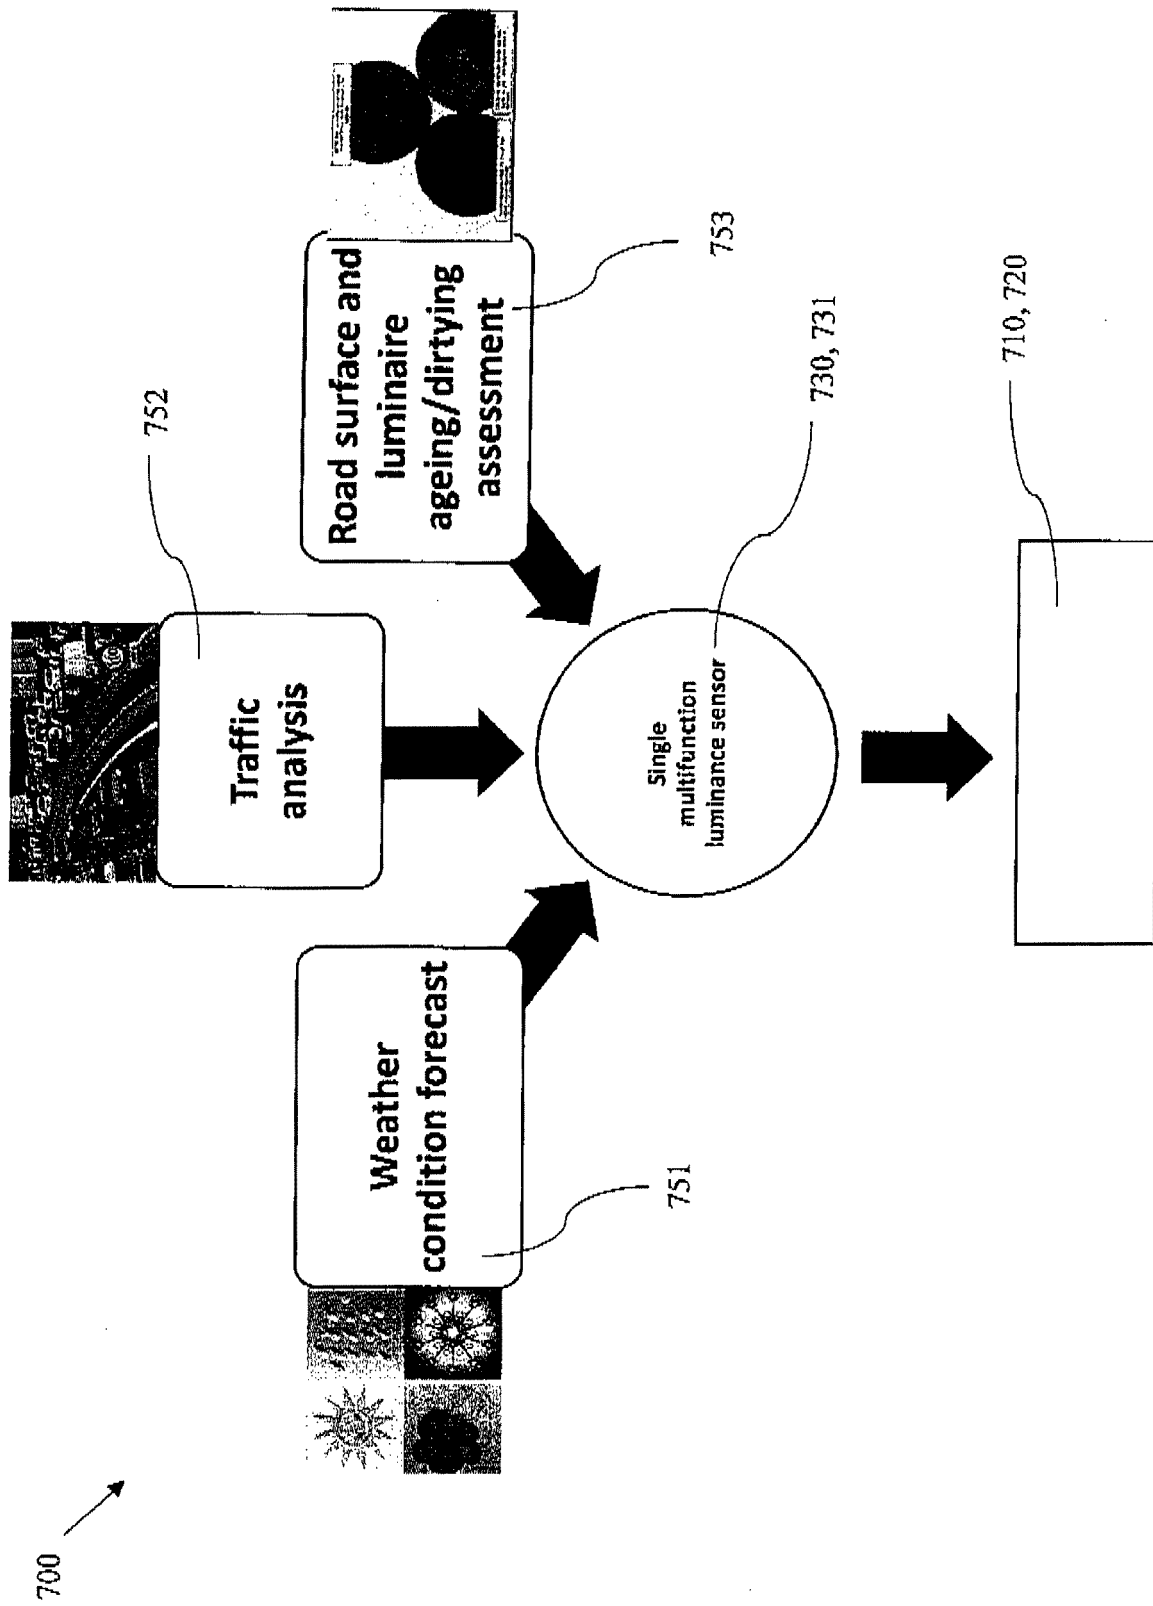 700
Weather
condition forecast
751
Traffic
analysis
752
Road surface and
luminaire
ageing/dirtying
assessment
753
Single
multifunction
luminance sensor
730, 731
710, 720